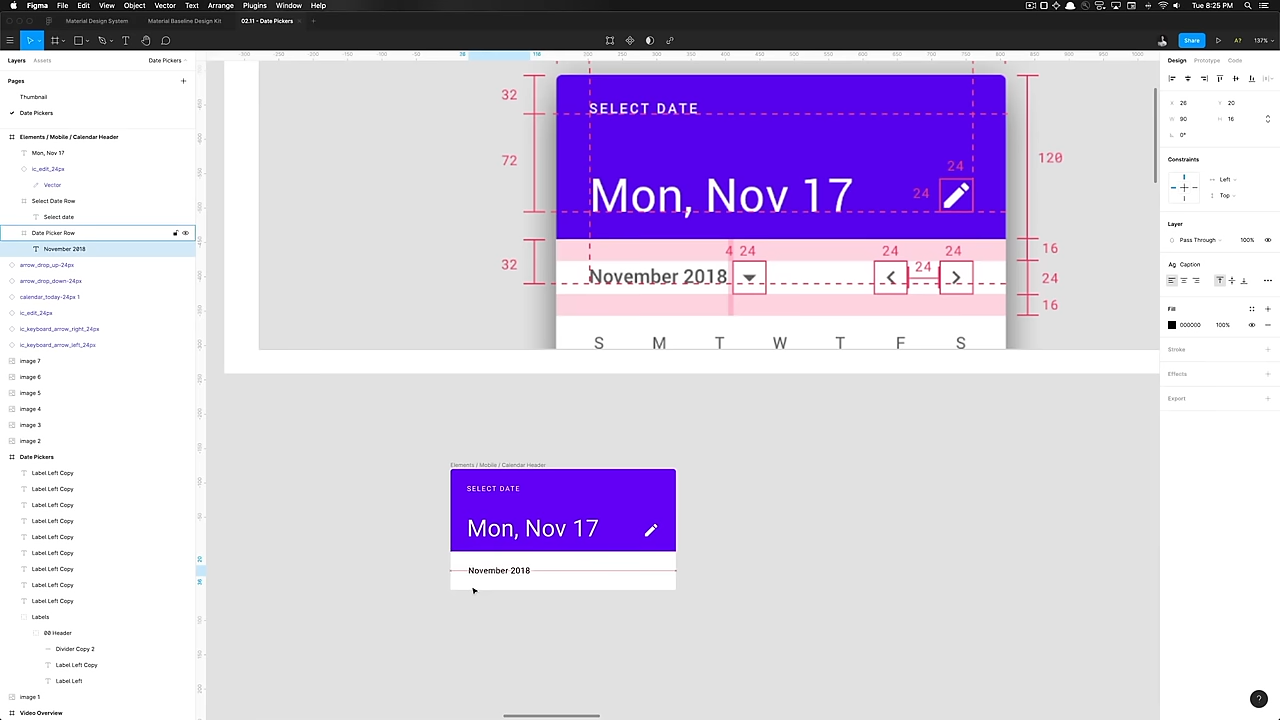 Figma File Edit View Object Vector Text Arrange Plugins Window Help
Tue 8:25 PM
Material Design System
Material Baseline Design Kit
02.11 - Date Pickers
Share
A?
137%
Layers
Assets
Date Pickers
Pages
Thumbnail
Date Pickers
Elements / Mobile / Calendar Header
Mon, Nov 17
ic_edit_24px
Vector
Select Date Row
Select date
Date Picker Row
November 2018
arrow_drop_up-24px
arrow_drop_down-24px
calendar_today-24px 1
ic_edit_24px
ic_keyboard_arrow_right_24px
ic_keyboard_arrow_left_24px
image 7
image 6
image 5
image 4
image 3
image 2
Date Pickers
Label Left Copy
Label Left Copy
Label Left Copy
Label Left Copy
Label Left Copy
Label Left Copy
Label Left Copy
Label Left Copy
Label Left Copy
Labels
00 Header
Divider Copy 2
Label Left Copy
Label Left
image 1
Video Overview
32
SELECT DATE
72
120
24
Mon, Nov 17
24
4 24
24
24
16
32
November 2018
24
24
16
S M T W T F S
Elements / Mobile / Calendar Header
SELECT DATE
Mon, Nov 17
November 2018
Design
Prototype
Code
X 26
Y 20
W 90
H 16
0°
Constraints
Left
Top
Layer
Pass Through
100%
Ag Caption
Fill
000000
100%
Stroke
Effects
Export
?